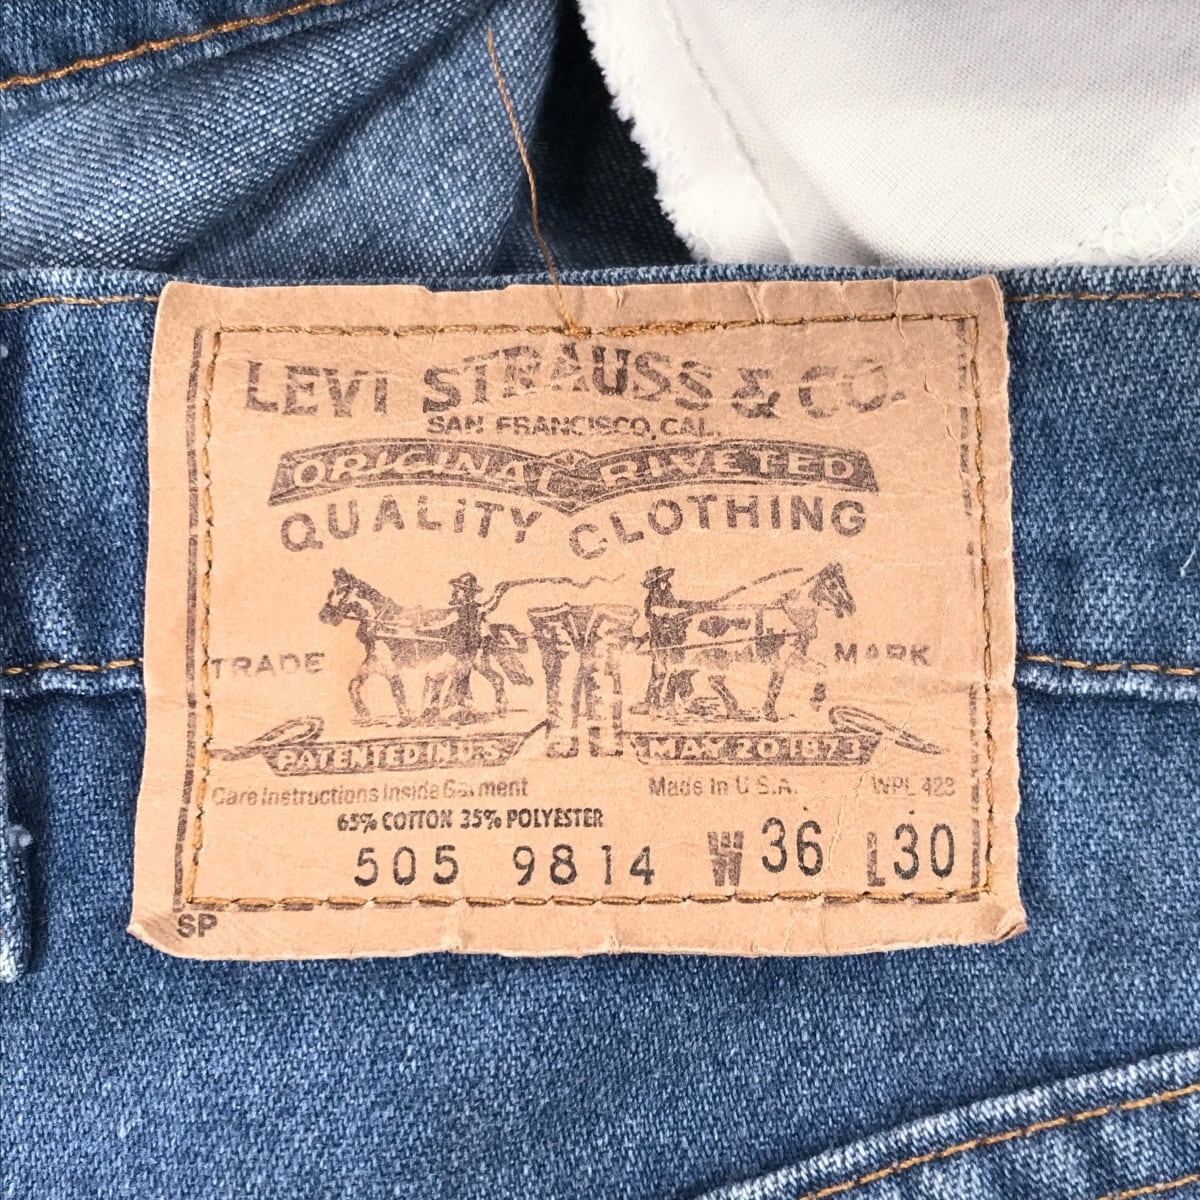 LEVI STRAUSS & CO.
SAN FRANCISCO, CAL.
ORIGINAL RIVETED
QUALITY CLOTHING
TRADE MARK
PATENTED IN U.S. MAY 20 1873
Care Instructions Inside Garment Made In U.S.A. WPL 423
65% COTTON 35% POLYESTER
505 9814 W 36 L 30
SP